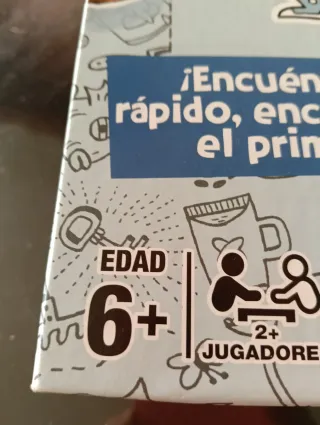 ¡Encuén
rápido, enc
el prim
EDAD
6+
2+
JUGADORE